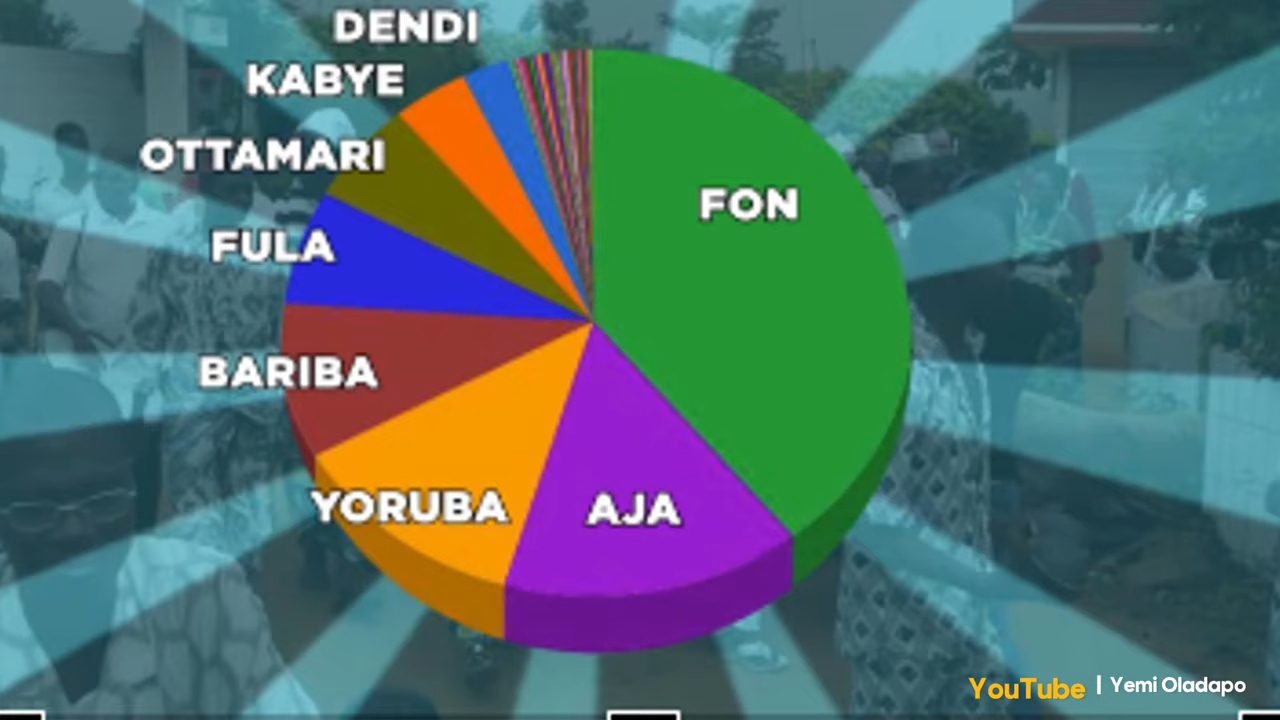 DENDI
KABYE
OTTAMARI
FULA
FON
BARIBA
YORUBA
AJA
YouTube | Yemi Oladapo